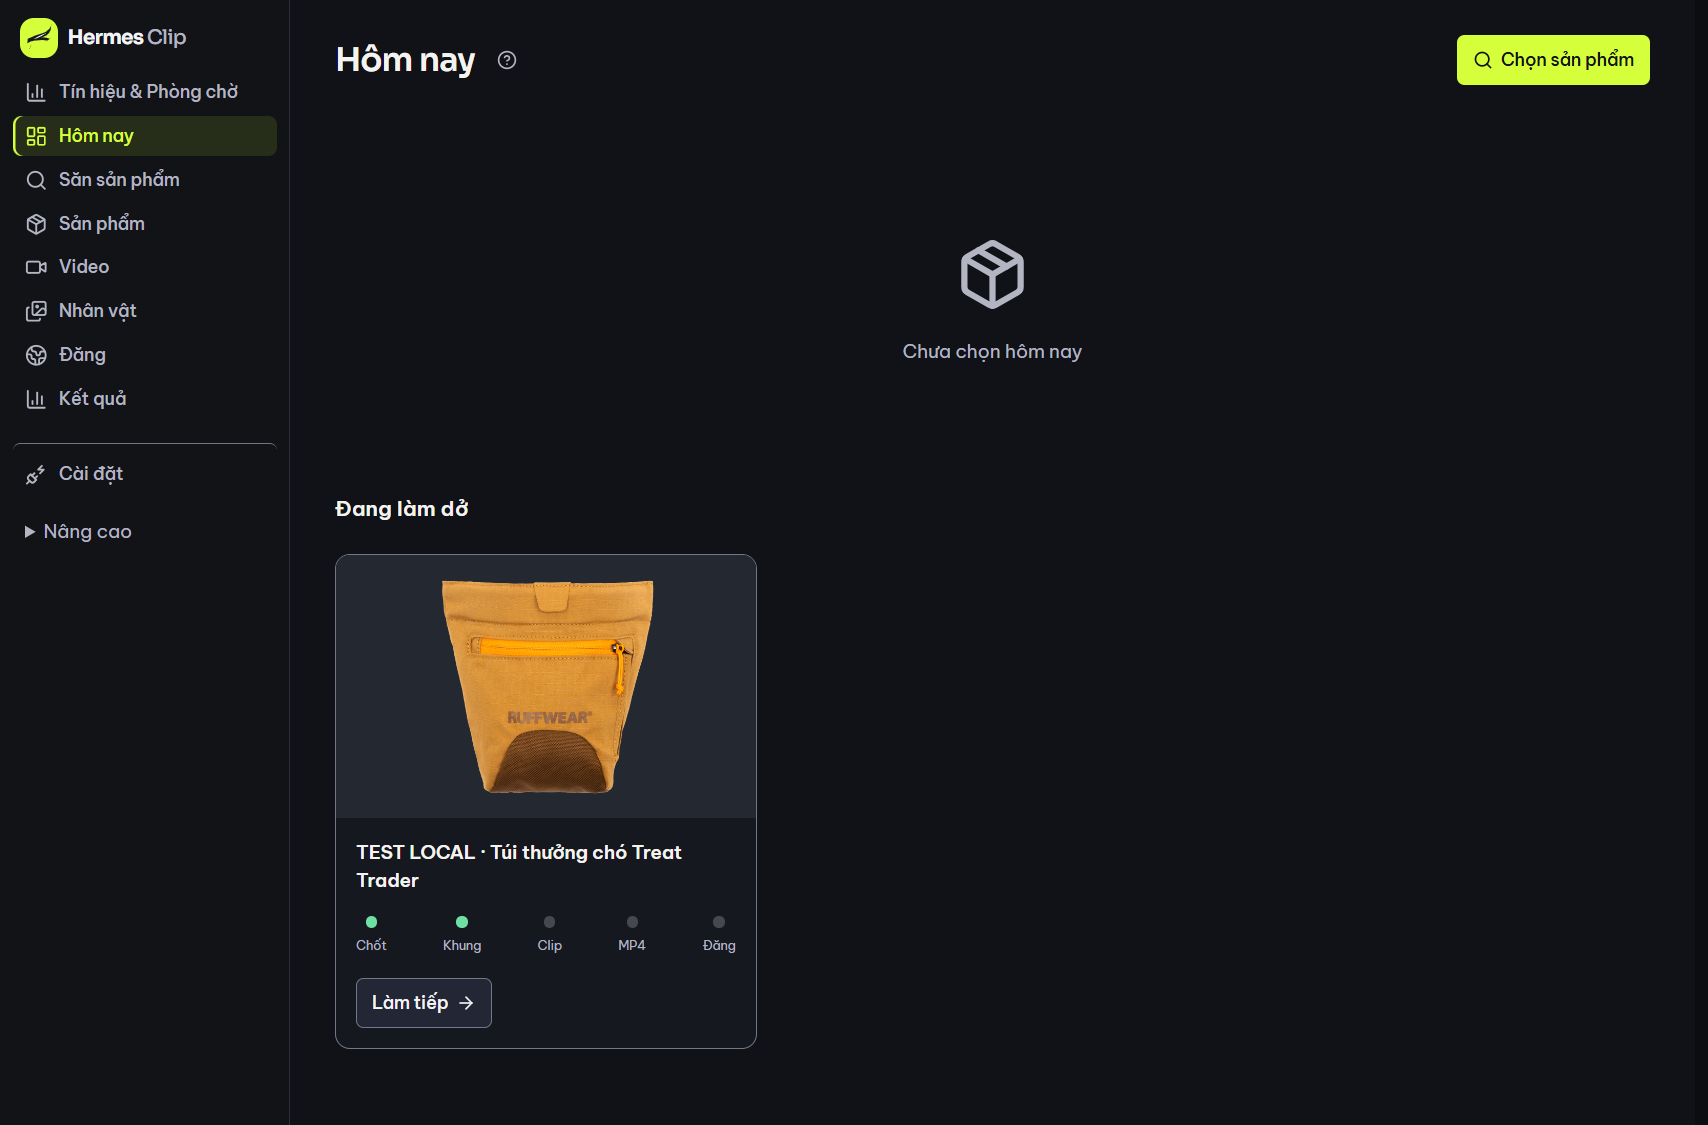 Hermes Clip
Tín hiệu & Phòng chờ
Hôm nay
Săn sản phẩm
Sản phẩm
Video
Nhân vật
Đăng
Kết quả
Cài đặt
Nâng cao
Hôm nay
Chọn sản phẩm
Chưa chọn hôm nay
Đang làm dở
RUFFWEAR®
TEST LOCAL · Túi thưởng chó Treat
Trader
Chốt
Khung
Clip
MP4
Đăng
Làm tiếp